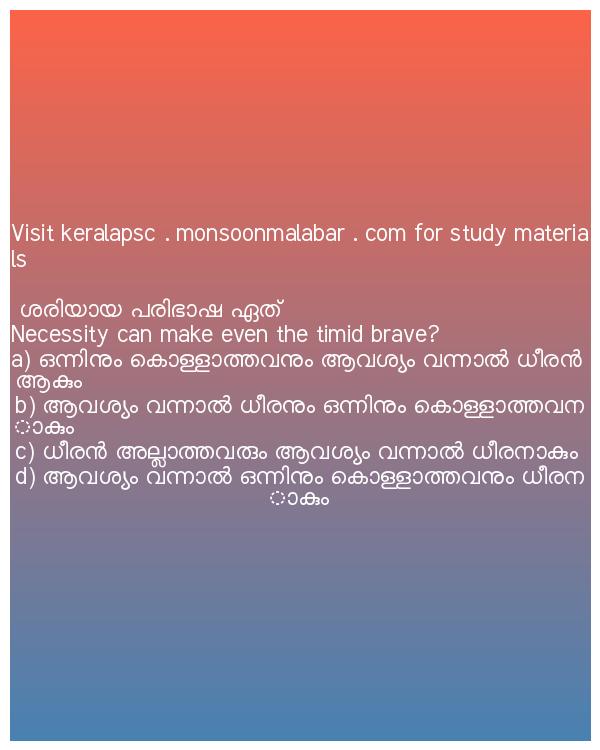 Visit keralapsc . monsoonmalabar . com for study materia
ls
ശരിയായ പരിഭാഷ ഏത്
Necessity can make even the timid brave?
a) ഒന്നിനും കൊള്ളാത്തവനും ആവശ്യം വന്നാൽ ധീരൻ
ആകും
b) ആവശ്യം വന്നാൽ ധീരനും ഒന്നിനും കൊള്ളാത്തവന
ാകും
c) ധീരൻ അല്ലാത്തവരും ആവശ്യം വന്നാൽ ധീരനാകും
d) ആവശ്യം വന്നാൽ ഒന്നിനും കൊള്ളാത്തവനും ധീരന
ാകും